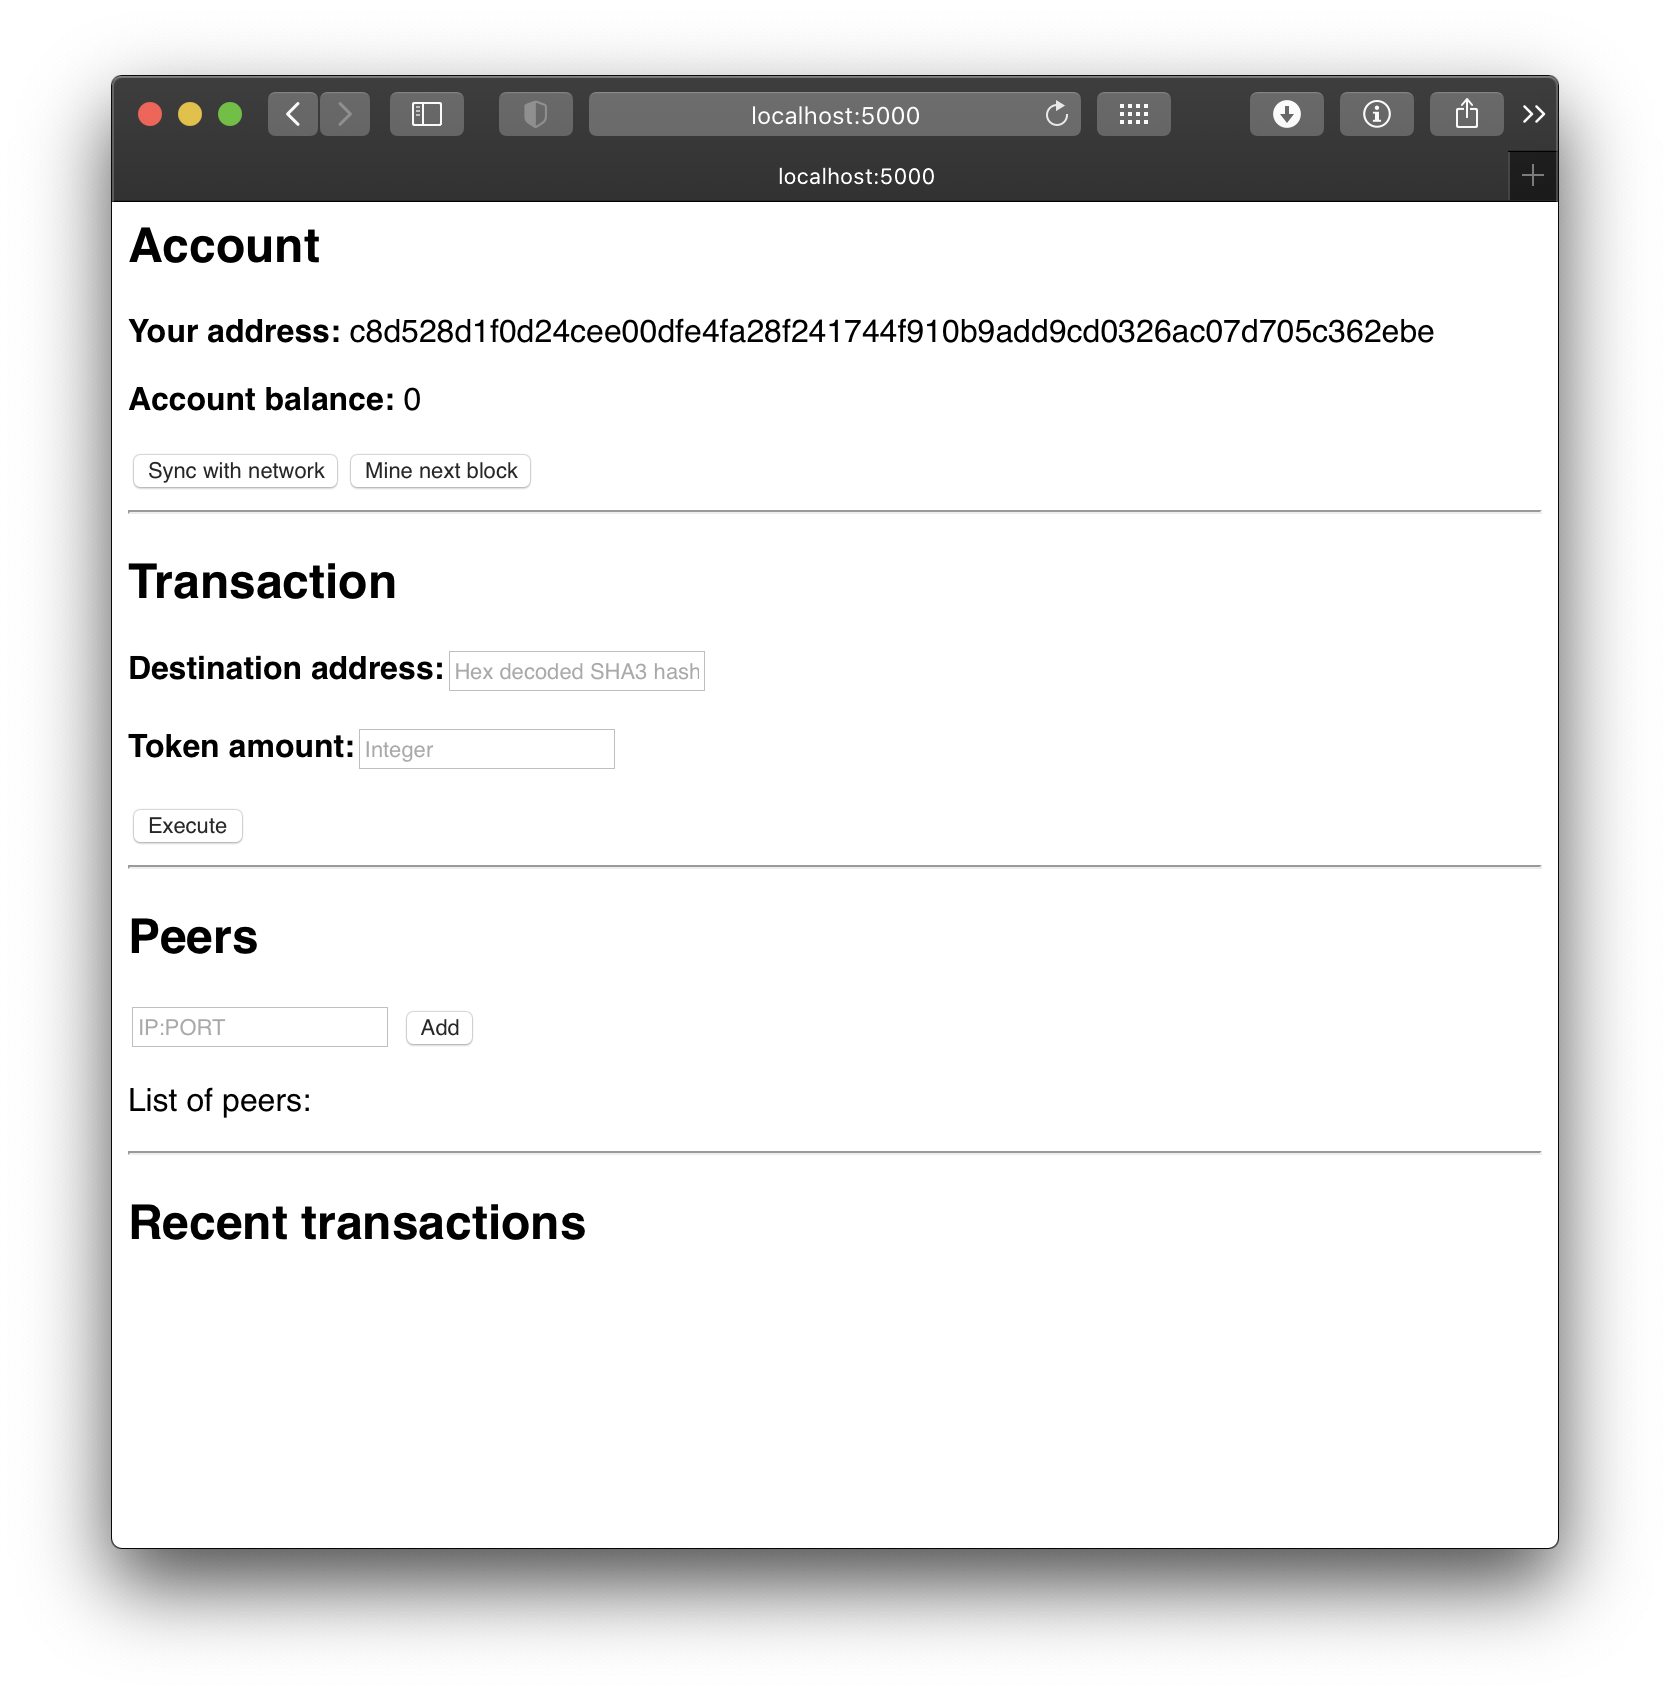 localhost:5000
localhost:5000
Account
Your address: c8d528d1f0d24cee00dfe4fa28f241744f910b9add9cd0326ac07d705c362ebe
Account balance: 0
Sync with network Mine next block
Transaction
Destination address: Hex decoded SHA3 hash
Token amount: Integer
Execute
Peers
IP:PORT Add
List of peers:
Recent transactions